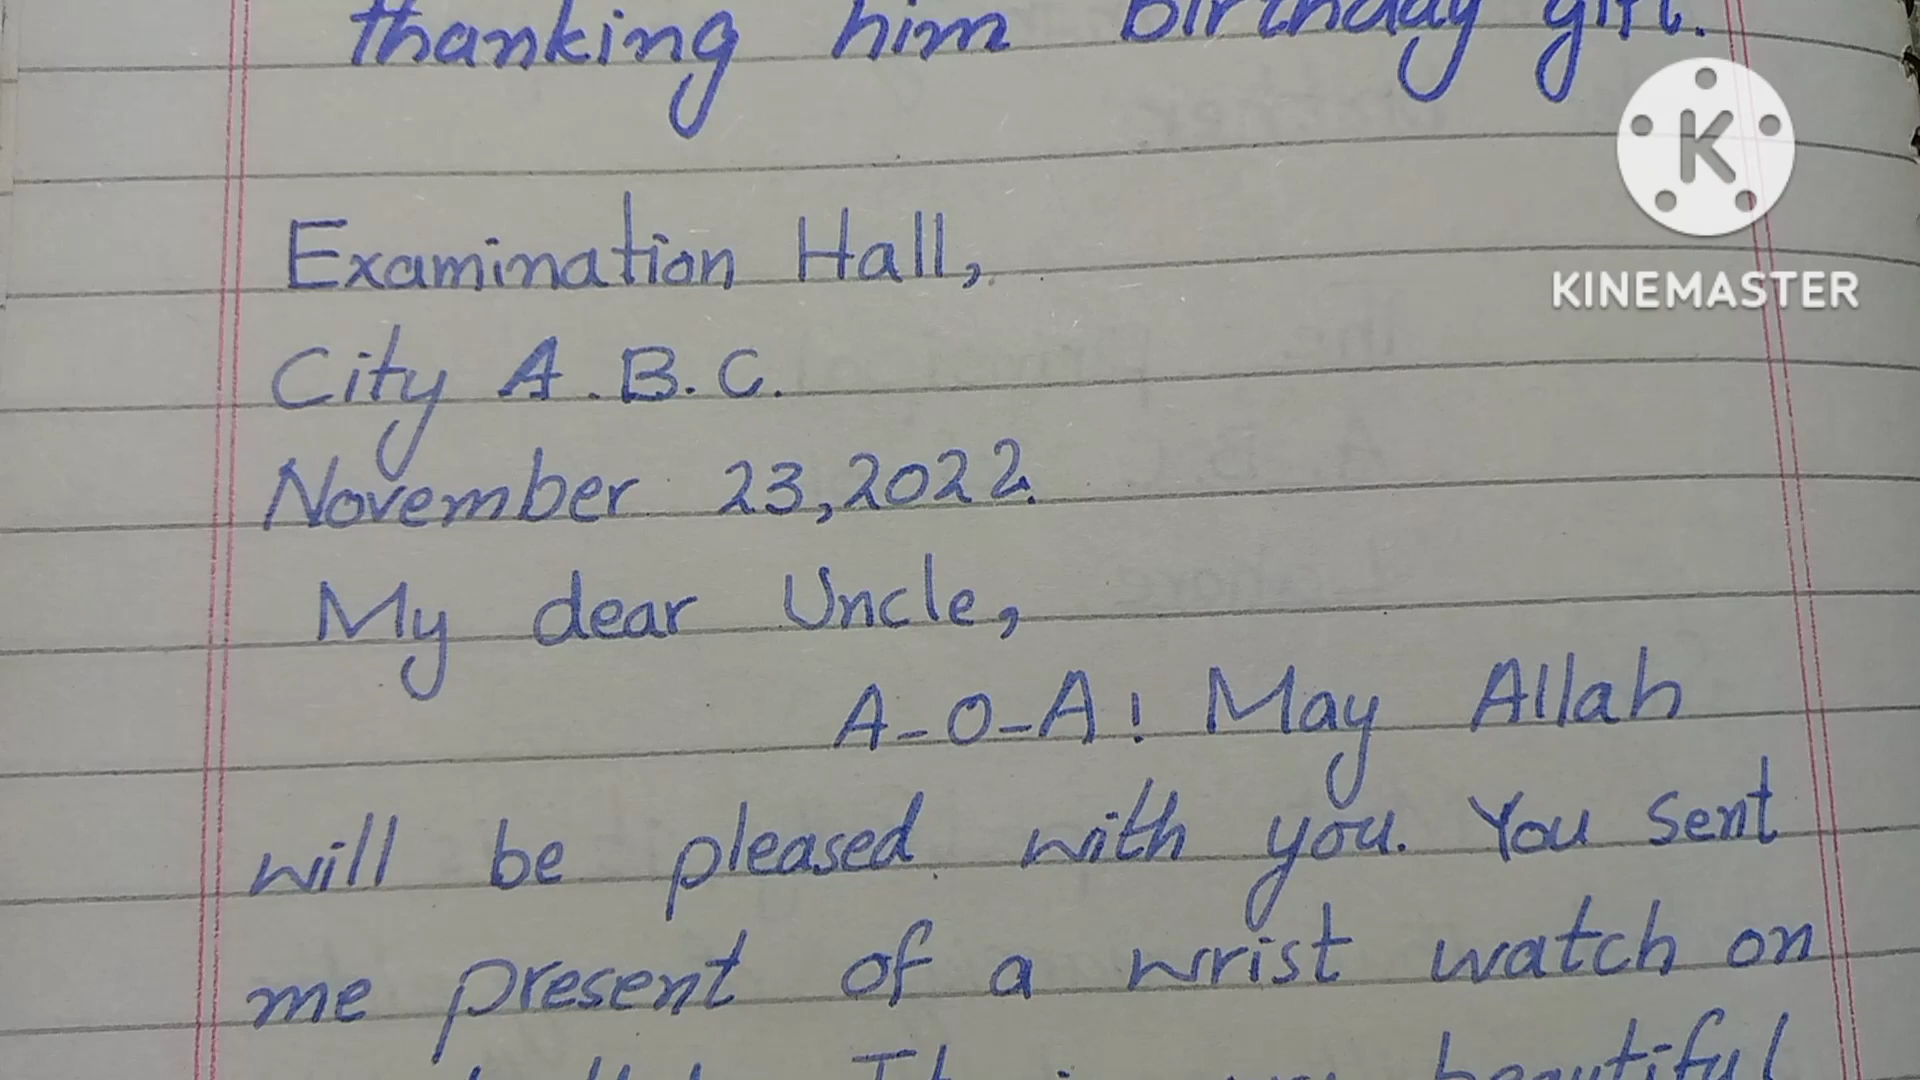 thanking him birthday gift.
Examination Hall,
City A.B.C.
November 23,2022.
My dear Uncle,
A-O-A! May Allah
will be pleased with you. You sent
me present of a wrist watch on
beautiful
KINEMASTER